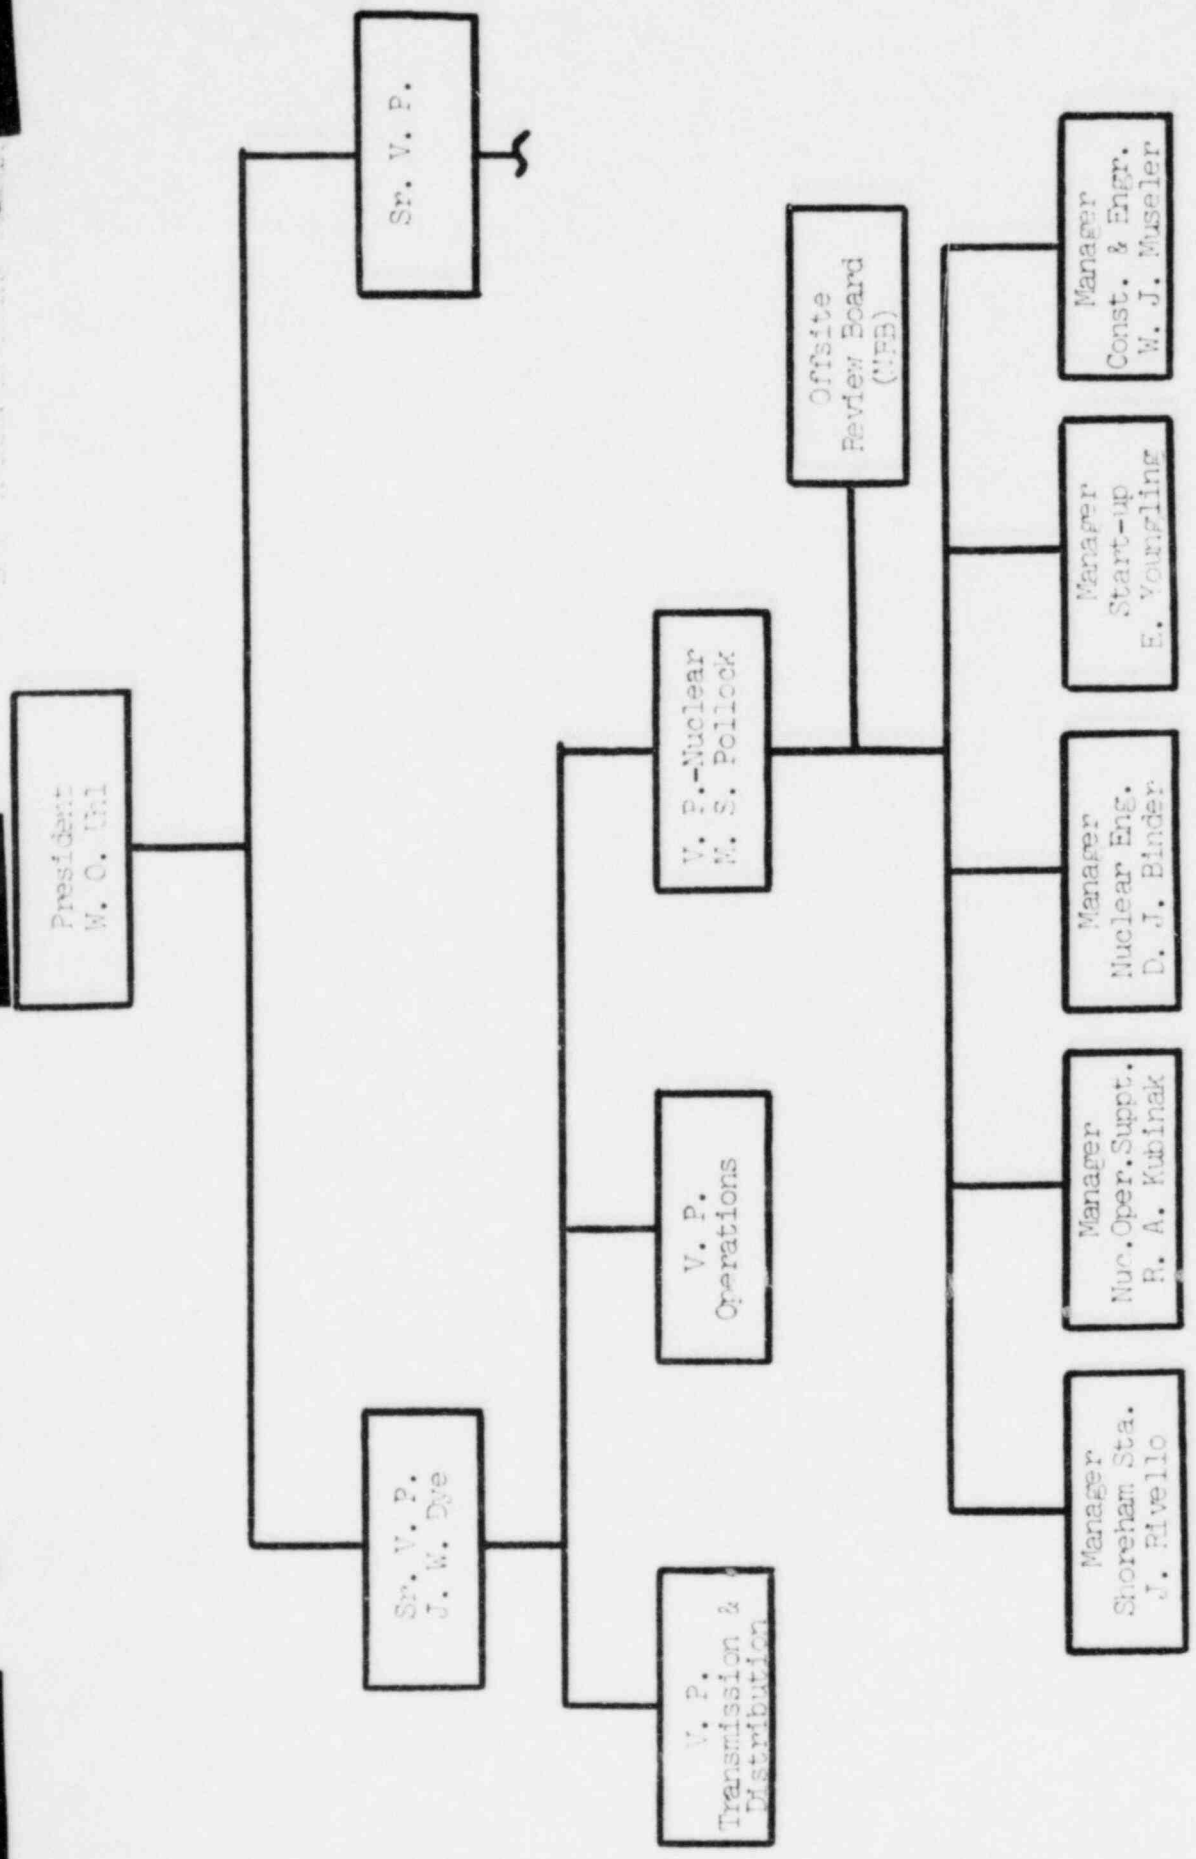 President
W. O. Uhl
Sr. V. P.
J. W. Dye
Sr. V. P.
V. P.
Transmission &
Distribution
V. P.
Operations
V. P.-Nuclear
M. S. Pollock
Offsite
Review Board
(NRB)
Manager
Shoreham Sta.
J. Rivello
Manager
Nuc.Oper.Suppt.
R. A. Kubinak
Manager
Nuclear Eng.
D. J. Binder
Manager
Start-up
E. Youngling
Manager
Const. & Engr.
W. J. Museler